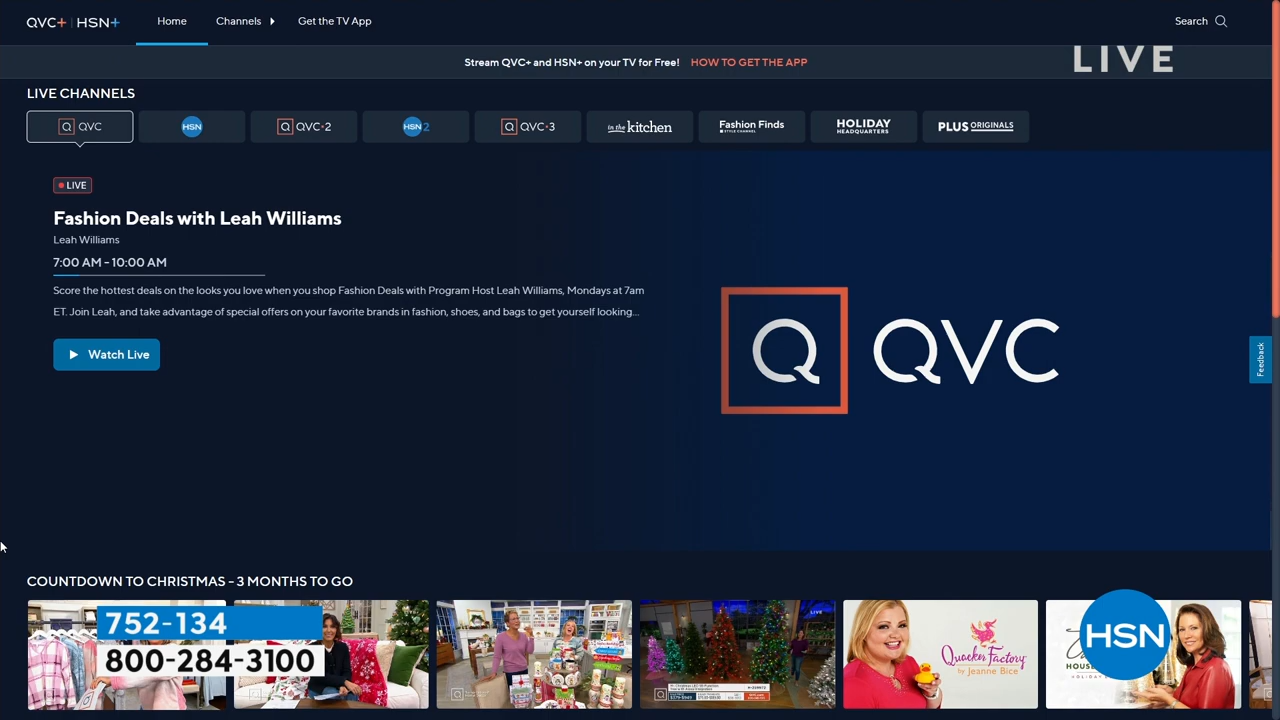 QVC+ | HSN+
Home
Channels
Get the TV App
Search
Stream QVC+ and HSN+ on your TV for Free! HOW TO GET THE APP
LIVE
LIVE CHANNELS
Q QVC
HSN
Q QVC•2
HSN 2
Q QVC•3
in the kitchen
Fashion Finds
HOLIDAY
HEADQUARTERS
PLUS ORIGINALS
LIVE
Fashion Deals with Leah Williams
Leah Williams
7:00 AM - 10:00 AM
Score the hottest deals on the looks you love when you shop Fashion Deals with Program Host Leah Williams, Mondays at 7am
ET. Join Leah, and take advantage of special offers on your favorite brands in fashion, shoes, and bags to get yourself looking...
Watch Live
Q QVC
Feedback
COUNTDOWN TO CHRISTMAS - 3 MONTHS TO GO
752-134
800-284-3100
LIVE
Quacker Factory
by Jeanne Bice
HSN